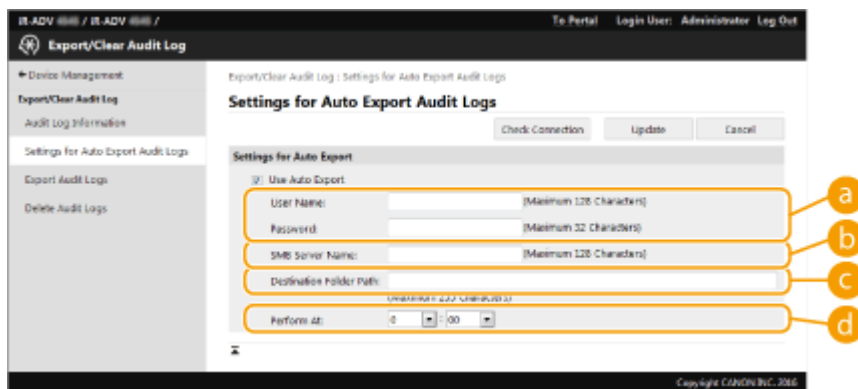 iR-ADV / iR-ADV /
To Portal Login User: Administrator Log Out
Export/Clear Audit Log
Device Management
Export/Clear Audit Log
Audit Log Information
Settings for Auto Export Audit Logs
Export Audit Logs
Delete Audit Logs
Export/Clear Audit Log : Settings for Auto Export Audit Logs
Settings for Auto Export Audit Logs
Check Connection Update Cancel
Settings for Auto Export
Use Auto Export
User Name: (Maximum 128 Characters)
Password: (Maximum 32 Characters)
a
SMB Server Name: (Maximum 128 Characters)
b
Destination Folder Path:
c
(Maximum 255 Characters)
Perform At: 0 : 00
d
Copyright CANON INC. 2016